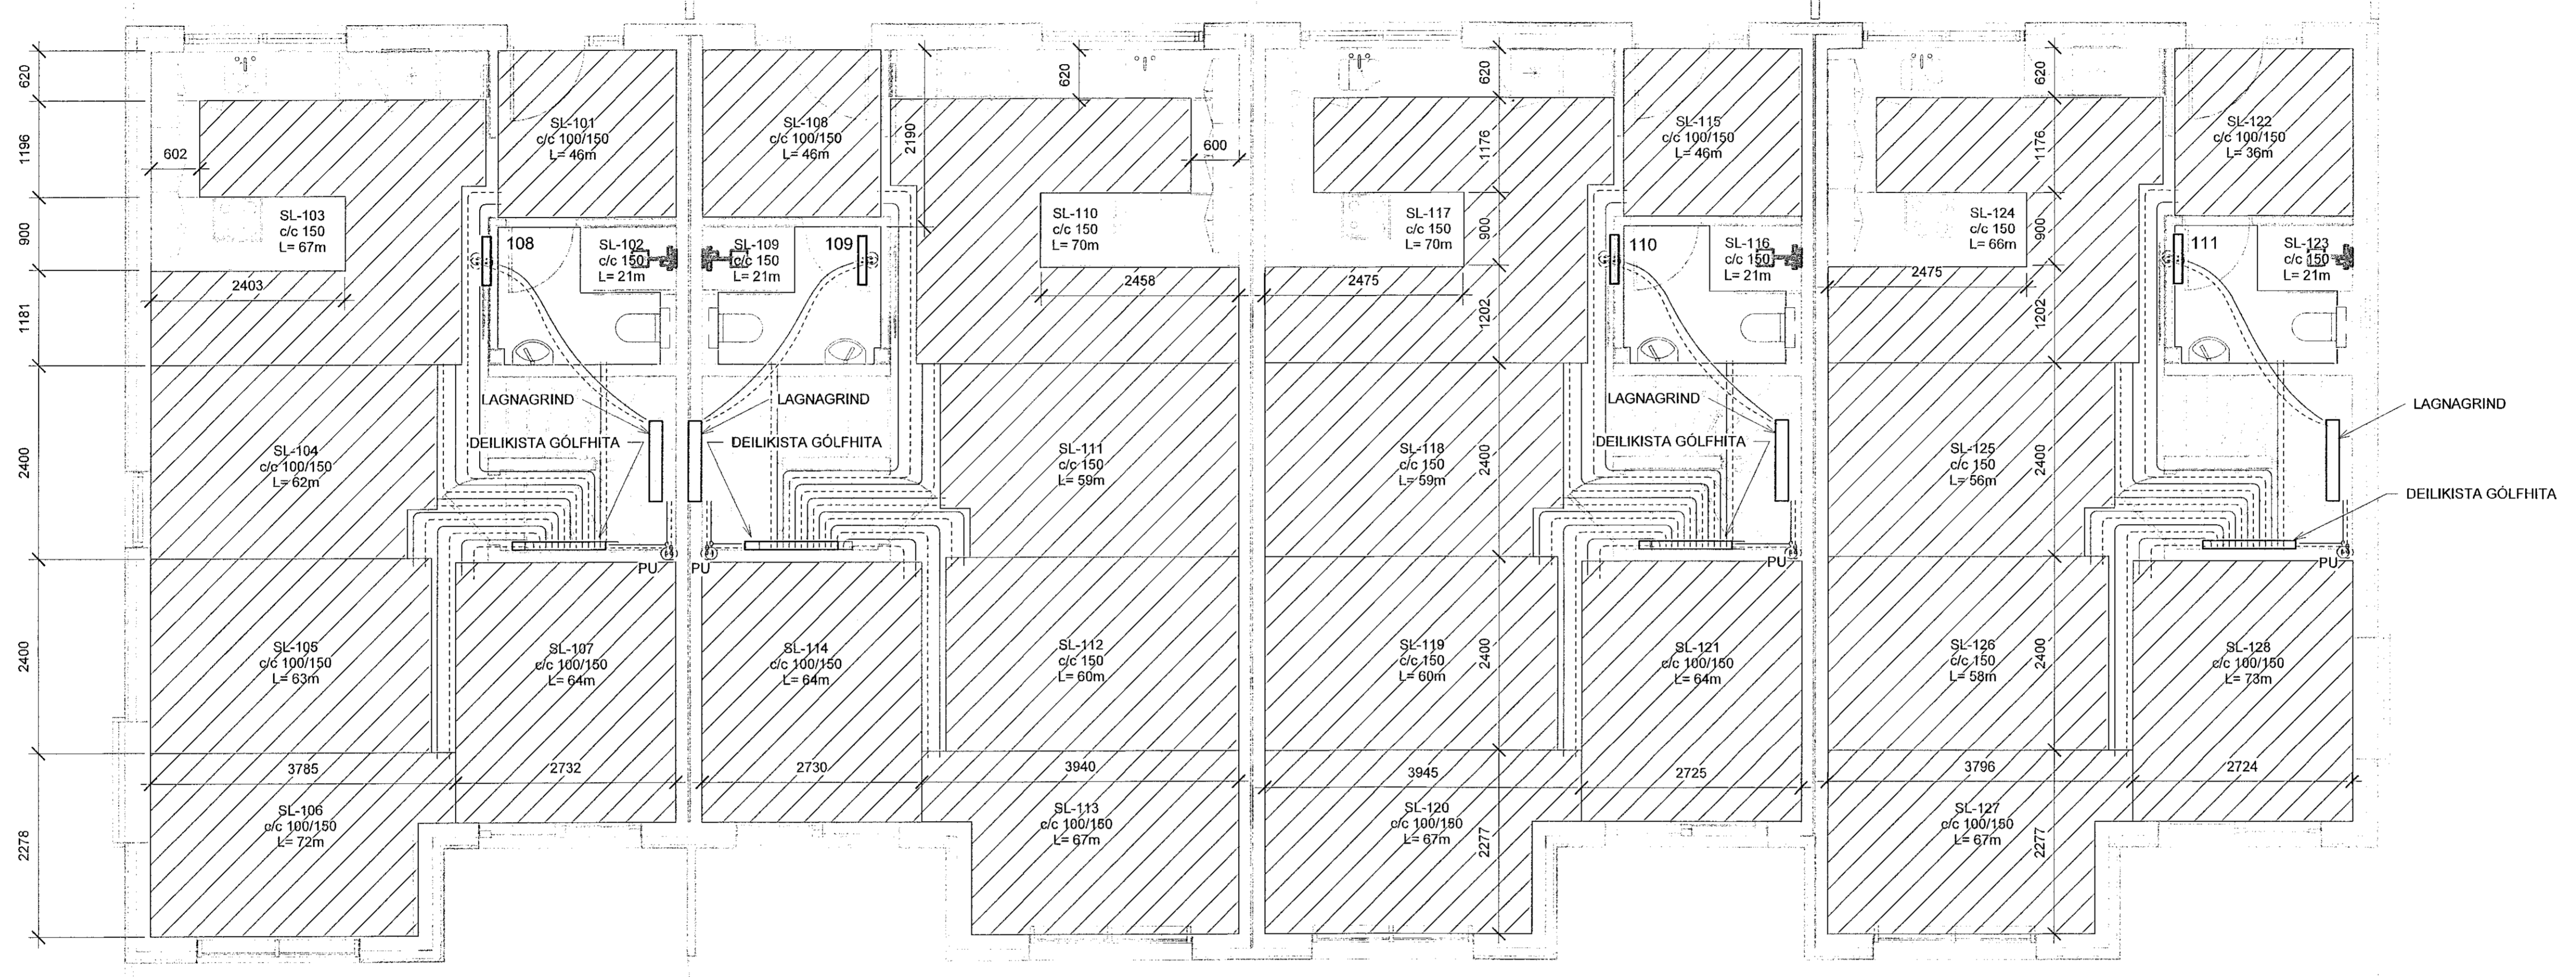 620
1196
900
1181
2400
2400
2278
602
SL-103
c/c 150
L= 67m
2403
SL-101
c/c 100/150
L= 46m
108
SL-102
c/c 150
L= 21m
LAGNAGRIND
DEILIKISTA GÓLFHITA
SL-104
c/c 100/150
L= 62m
PU
SL-105
c/c 100/150
L= 63m
SL-107
c/c 100/150
L= 64m
3785
2732
SL-106
c/c 100/150
L= 72m
SL-108
c/c 100/150
L= 46m
2190
620
600
SL-109
c/c 150
L= 21m
109
SL-110
c/c 150
L= 70m
2458
LAGNAGRIND
DEILIKISTA GÓLFHITA
SL-111
c/c 150
L= 59m
PU
SL-114
c/c 100/150
L= 64m
SL-112
c/c 150
L= 60m
2730
3940
SL-113
c/c 100/150
L= 67m
620
1176
900
1202
2400
2400
2277
SL-115
c/c 100/150
L= 46m
SL-117
c/c 150
L= 70m
2475
110
SL-116
c/c 150
L= 21m
LAGNAGRIND
DEILIKISTA GÓLFHITA
SL-118
c/c 150
L= 59m
PU
SL-119
c/c 150
L= 60m
SL-121
c/c 100/150
L= 64m
3945
2725
SL-120
c/c 100/150
L= 67m
620
1176
900
1202
2400
2400
2277
SL-122
c/c 100/150
L= 36m
SL-124
c/c 150
L= 66m
2475
111
SL-123
c/c 150
L= 21m
LAGNAGRIND
DEILIKISTA GÓLFHITA
SL-125
c/c 150
L= 56m
PU
SL-126
c/c 150
L= 58m
SL-128
c/c 100/150
L= 73m
3796
2724
SL-127
c/c 100/150
L= 67m